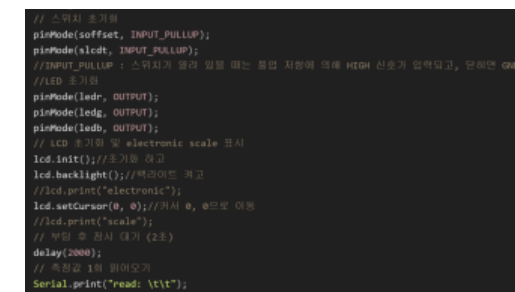 // 스위치 초기화
pinMode(soffset, INPUT_PULLUP);
pinMode(slcdt, INPUT_PULLUP);
//INPUT_PULLUP : 스위치가 열려 있을 때는 풀업 저항에 의해 HIGH 신호가 입력되고, 닫히면 GN
//LED 초기화
pinMode(ledr, OUTPUT);
pinMode(ledg, OUTPUT);
pinMode(ledb, OUTPUT);
// LCD 초기화 및 electronic scale 표시
lcd.init();//초기화 하고
lcd.backlight();//백라이트 켜고
//lcd.print("electronic");
lcd.setCursor(0, 0);//커서 0, 0으로 이동
//lcd.print("scale");
// 부팅 후 잠시 대기 (2초)
delay(2000);
// 측정값 1회 읽어오기
Serial.print("read: \t\t");